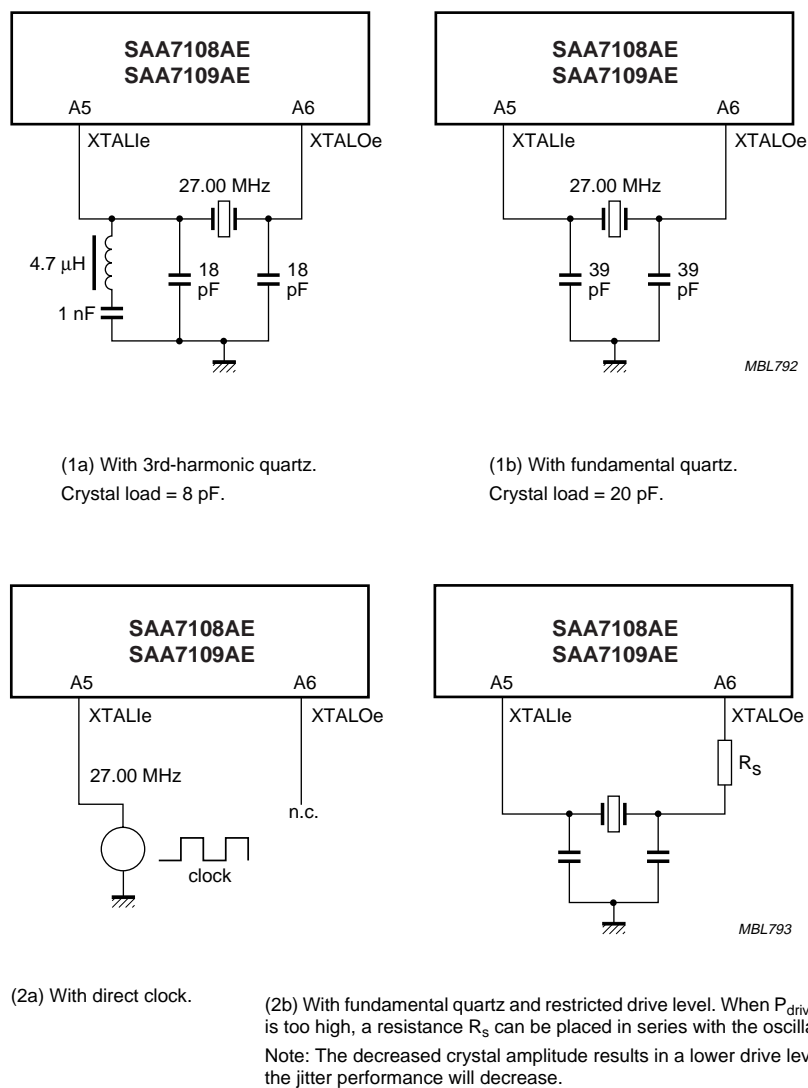 SAA7108AE
SAA7109AE
A5
A6
XTALIe
XTALOe
27.00 MHz
4.7 μH
18
pF
18
pF
1 nF
SAA7108AE
SAA7109AE
A5
A6
XTALIe
XTALOe
27.00 MHz
39
pF
39
pF
MBL792
(1a) With 3rd-harmonic quartz.
Crystal load = 8 pF.
(1b) With fundamental quartz.
Crystal load = 20 pF.
SAA7108AE
SAA7109AE
A5
A6
XTALIe
XTALOe
27.00 MHz
n.c.
clock
SAA7108AE
SAA7109AE
A5
A6
XTALIe
XTALOe
RS
MBL793
(2a) With direct clock.
(2b) With fundamental quartz and restricted drive level. When Pdriv
is too high, a resistance RS can be placed in series with the oscilla
Note: The decreased crystal amplitude results in a lower drive lev
the jitter performance will decrease.